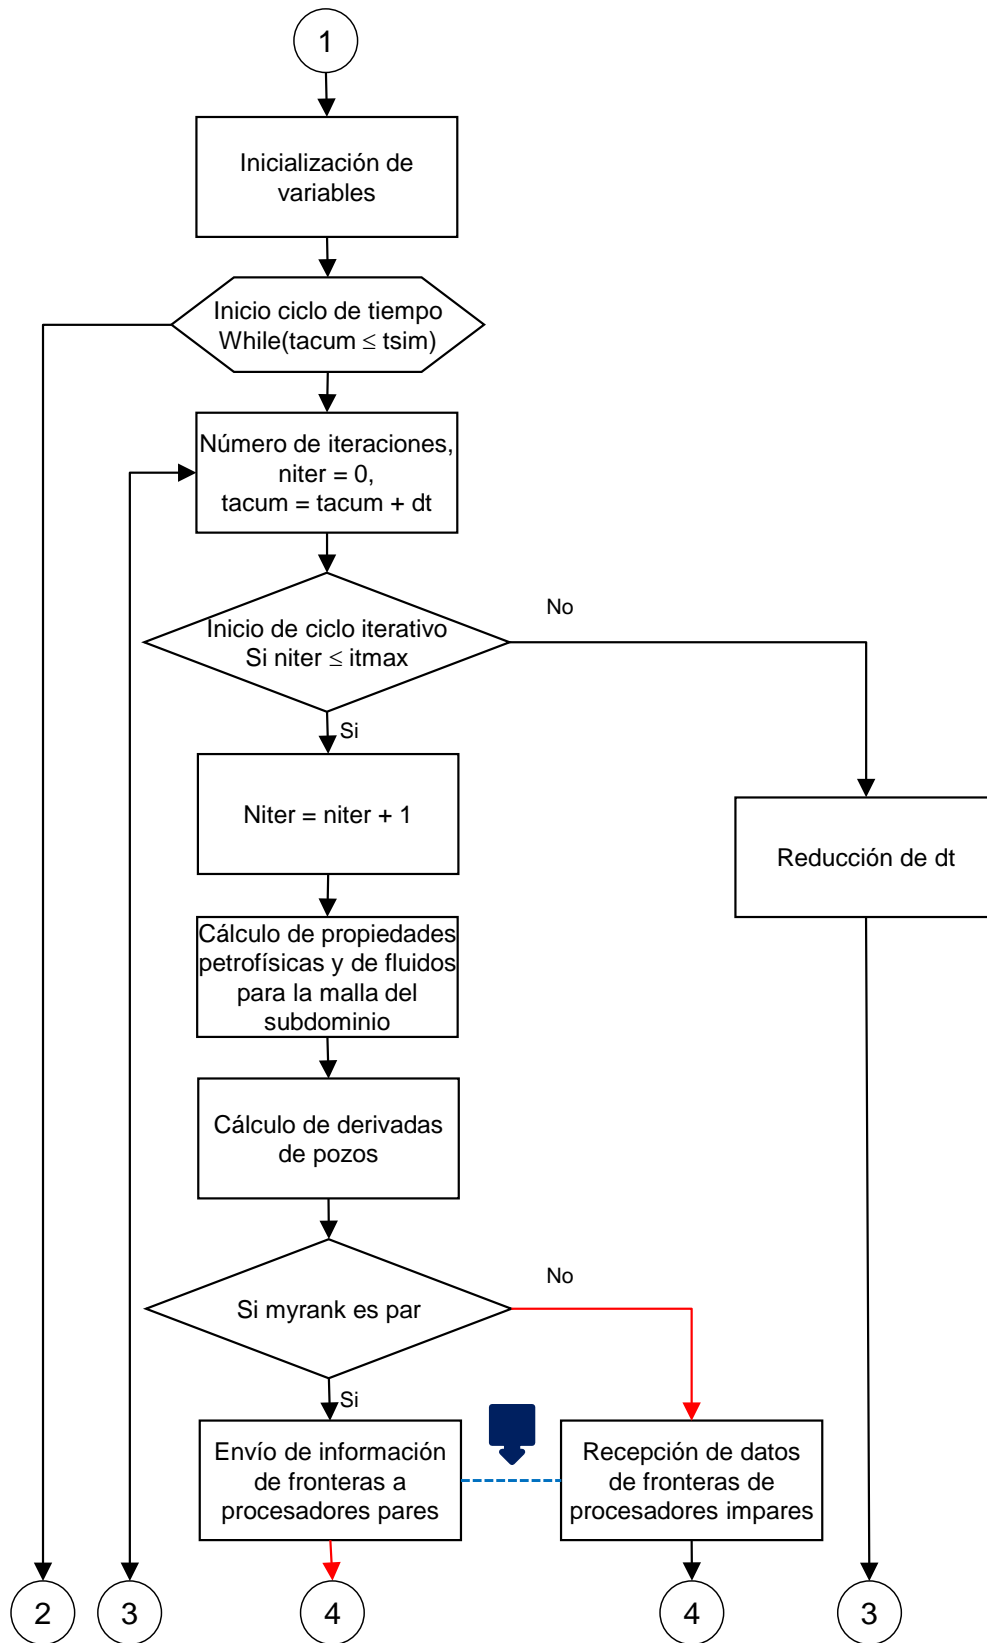 1
Inicialización de
variables
Inicio ciclo de tiempo
While(tacum ≤ tsim)
Número de iteraciones,
niter = 0,
tacum = tacum + dt
Inicio de ciclo iterativo
Si niter ≤ itmax
No
Si
Niter = niter + 1
Reducción de dt
Cálculo de propiedades
petrofísicas y de fluidos
para la malla del
subdominio
Cálculo de derivadas
de pozos
Si myrank es par
No
Si
Envío de información
de fronteras a
procesadores pares
Recepción de datos
de fronteras de
procesadores impares
2
3
4
4
3